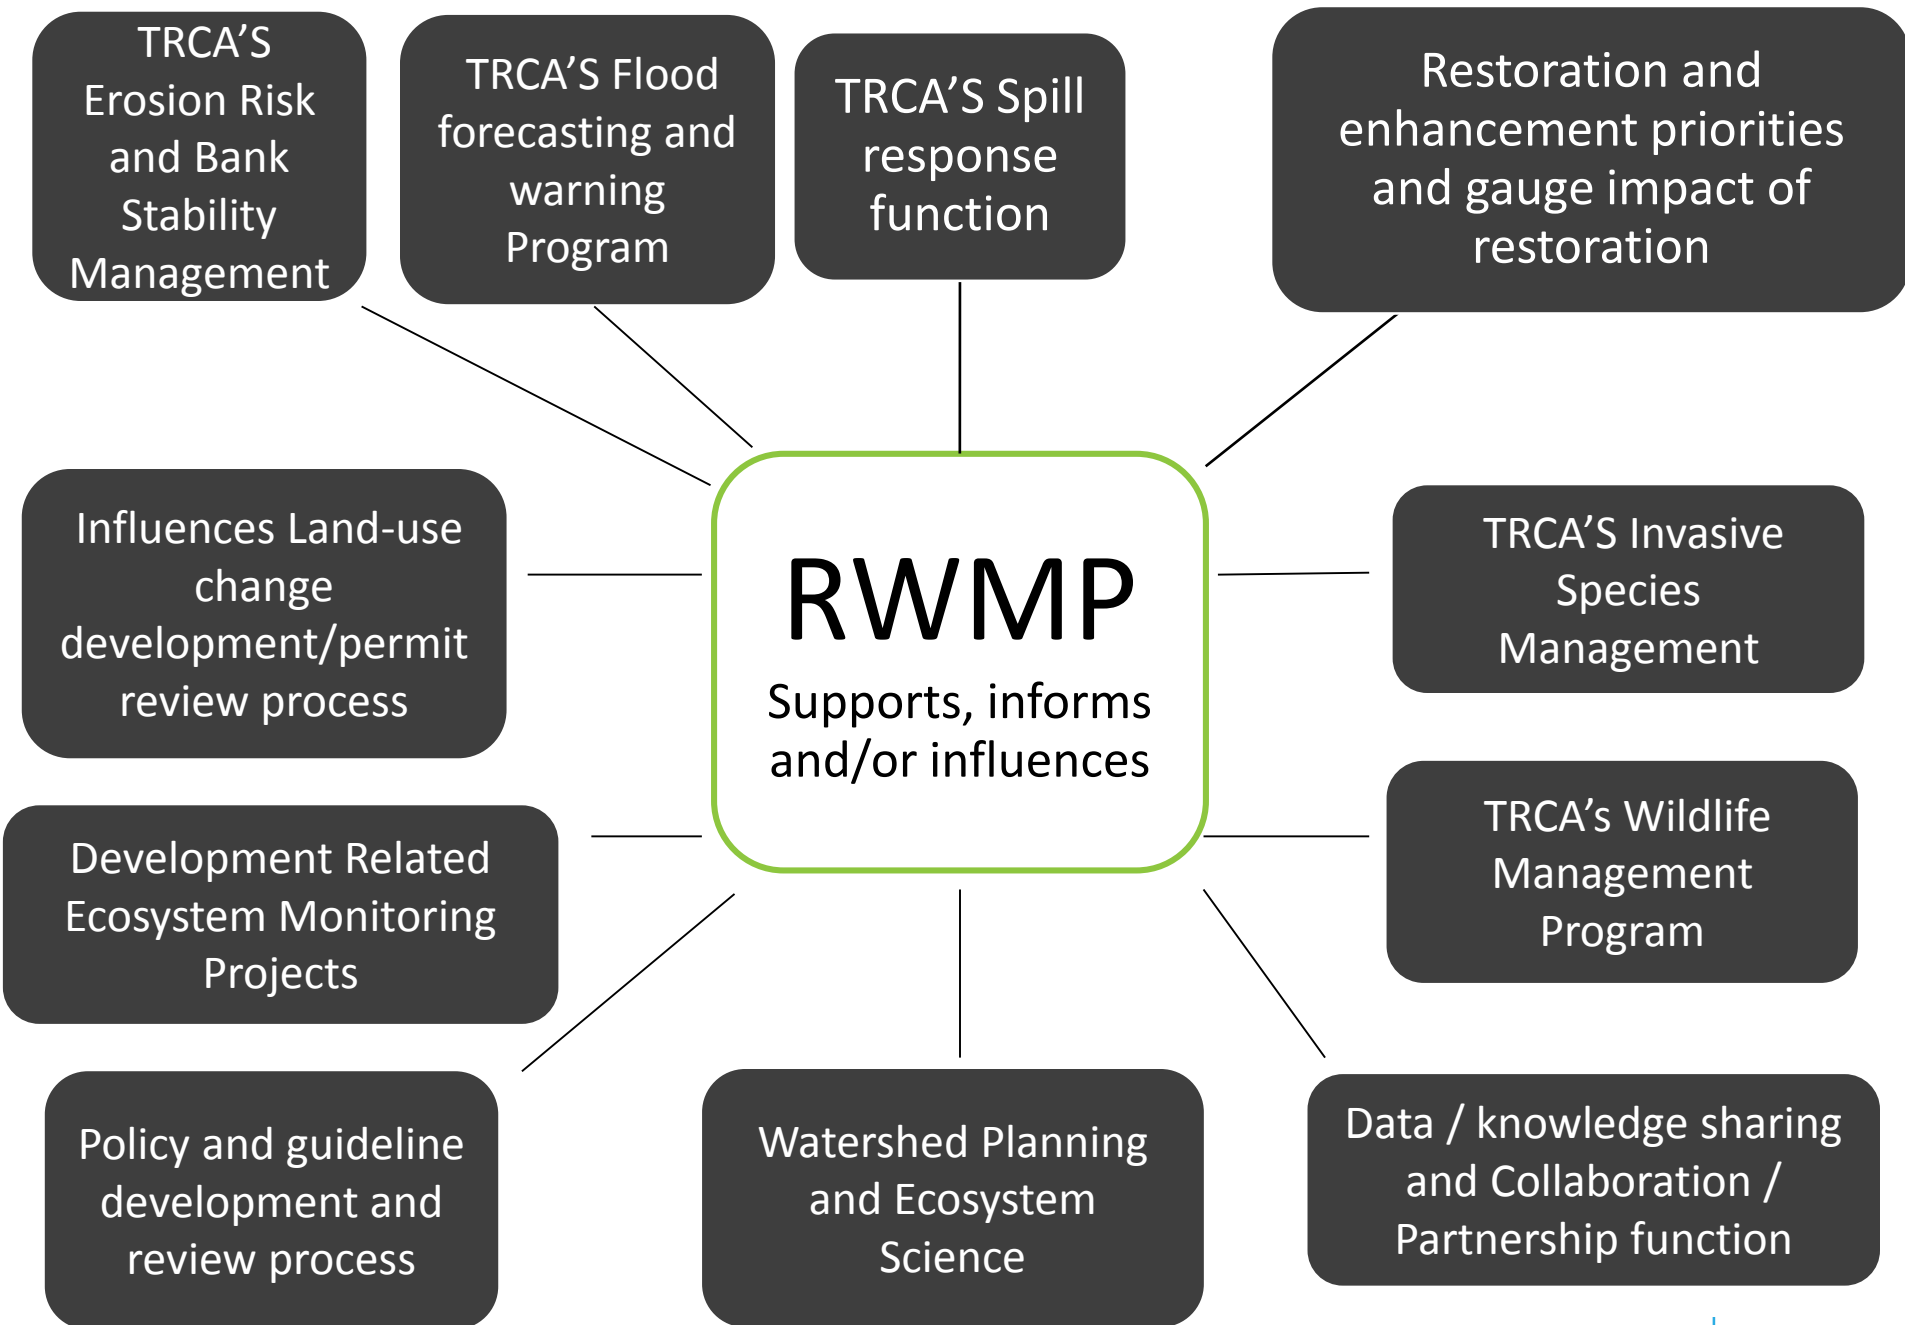 TRCA’S
Erosion Risk
and Bank
Stability
Management
TRCA’S Flood
forecasting and
warning
Program
TRCA’S Spill
response
function
Restoration and
enhancement priorities
and gauge impact of
restoration
Influences Land-use
change
development/permit
review process
RWMP
Supports, informs
and/or influences
TRCA’S Invasive
Species
Management
Development Related
Ecosystem Monitoring
Projects
TRCA’s Wildlife
Management
Program
Policy and guideline
development and
review process
Watershed Planning
and Ecosystem
Science
Data / knowledge sharing
and Collaboration /
Partnership function